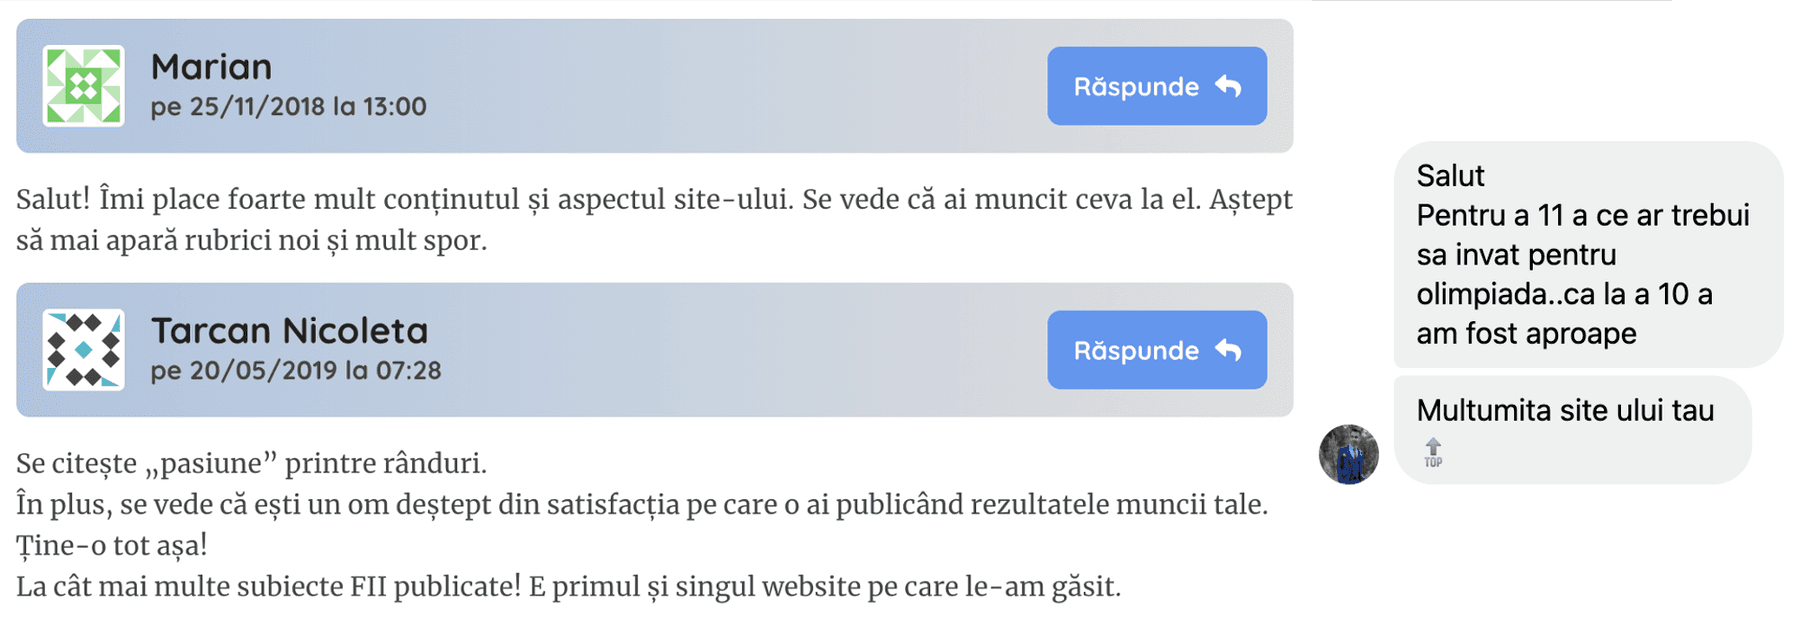 Marian
pe 25/11/2018 la 13:00
Răspunde
Salut! Îmi place foarte mult conținutul și aspectul site-ului. Se vede că ai muncit ceva la el. Aștept
să mai apară rubrici noi și mult spor.
Tarcan Nicoleta
pe 20/05/2019 la 07:28
Răspunde
Se citește „pasiune” printre rânduri.
În plus, se vede că ești un om deștept din satisfacția pe care o ai publicând rezultatele muncii tale.
Ține-o tot așa!
La cât mai multe subiecte FII publicate! E primul și singul website pe care le-am găsit.
Salut
Pentru a 11 a ce ar trebui
sa invat pentru
olimpiada..ca la a 10 a
am fost aproape
Multumita site ului tau
TOP